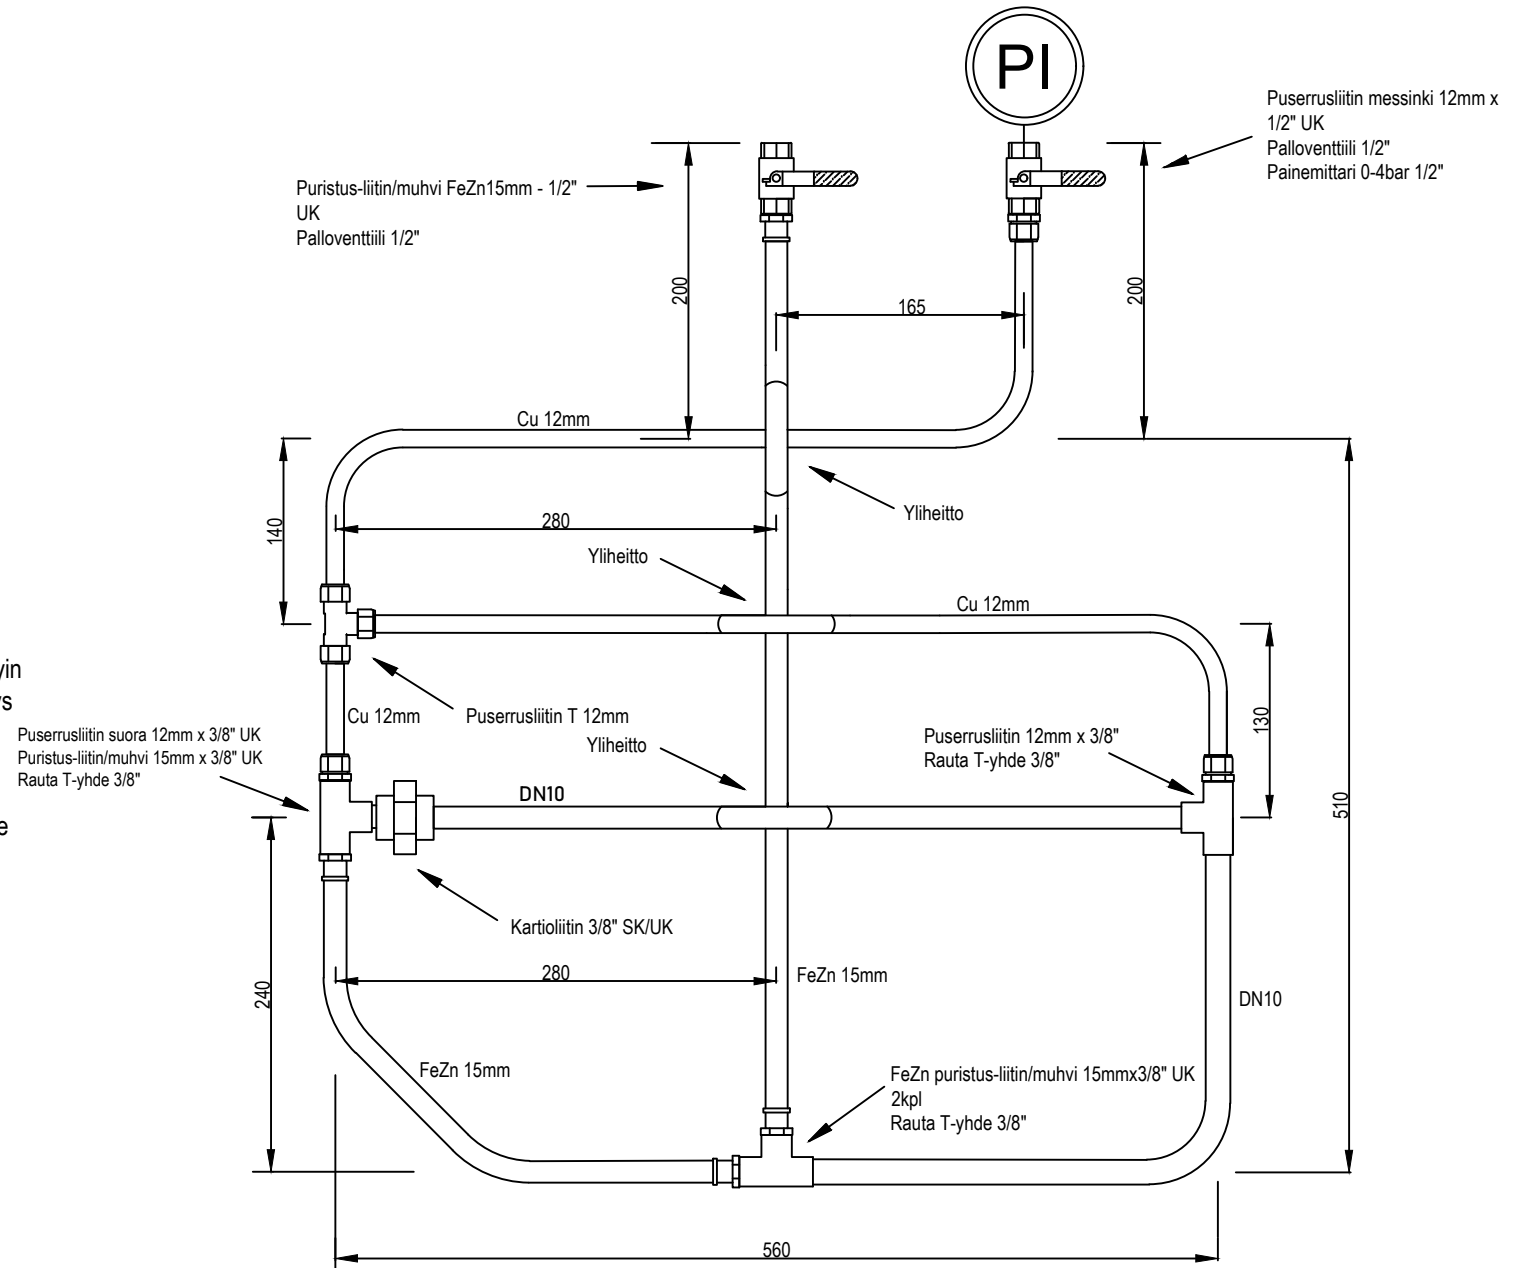 PI
Puserrusliitin messinki 12mm x
1/2" UK
Palloventtiili 1/2"
Painemittari 0-4bar 1/2"
Puristus-liitin/muhvi FeZn15mm - 1/2"
UK
Palloventtiili 1/2"
200
200
165
Cu 12mm
140
280
Yliheitto
Yliheitto
Cu 12mm
yin
Cu 12mm
Puserrusliitin T 12mm
130
Puserrusliitin suora 12mm x 3/8" UK
Puristus-liitin/muhvi 15mm x 3/8" UK
Rauta T-yhde 3/8"
Yliheitto
Puserrusliitin 12mm x 3/8"
Rauta T-yhde 3/8"
DN10
510
e
Kartioliitin 3/8" SK/UK
280
FeZn 15mm
240
DN10
FeZn 15mm
FeZn puristus-liitin/muhvi 15mmx3/8" UK
2kpl
Rauta T-yhde 3/8"
560